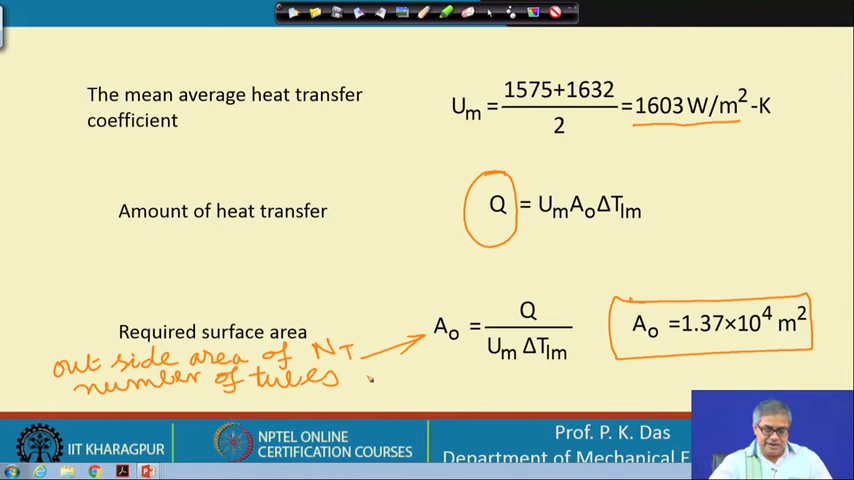 The mean average heat transfer
coefficient
Um = 1575+1632 / 2 = 1603 W/m² -K
Amount of heat transfer
Q = UmAoΔTlm
Required surface area
Ao = Q / Um ΔTlm
Ao =1.37×10⁴ m²
out side area of NT
number of tubes
IIT KHARAGPUR
NPTEL ONLINE
CERTIFICATION COURSES
Prof. P. K. Das
Department of Mechanical E